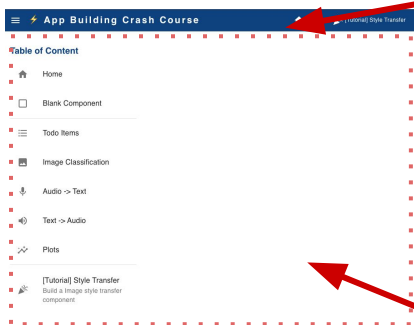 App Building Crash Course
[Tutorial] Style Transfer
Table of Content
Home
Blank Component
Todo Items
Image Classification
Audio -> Text
Text -> Audio
Plots
[Tutorial] Style Transfer
Build a Image style transfer
component